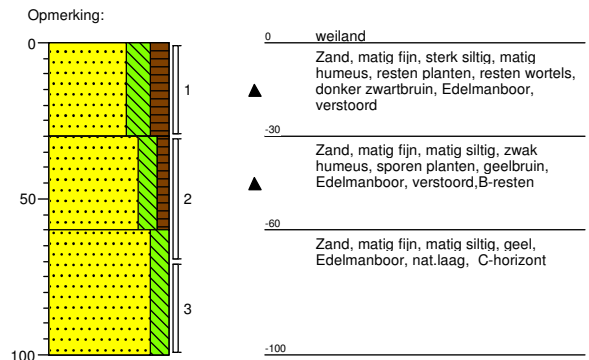 Opmerking:
0
50
100
1
2
3
0 weiland
Zand, matig fijn, sterk siltig, matig
humeus, resten planten, resten wortels,
donker zwartbruin, Edelmanboor,
verstoord
-30
Zand, matig fijn, matig siltig, zwak
humeus, sporen planten, geelbruin,
Edelmanboor, verstoord,B-resten
-60
Zand, matig fijn, matig siltig, geel,
Edelmanboor, nat.laag, C-horizont
-100